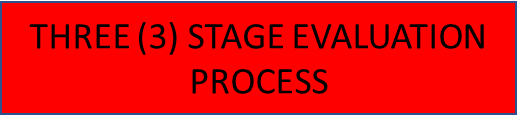 THREE (3) STAGE EVALUATION
PROCESS